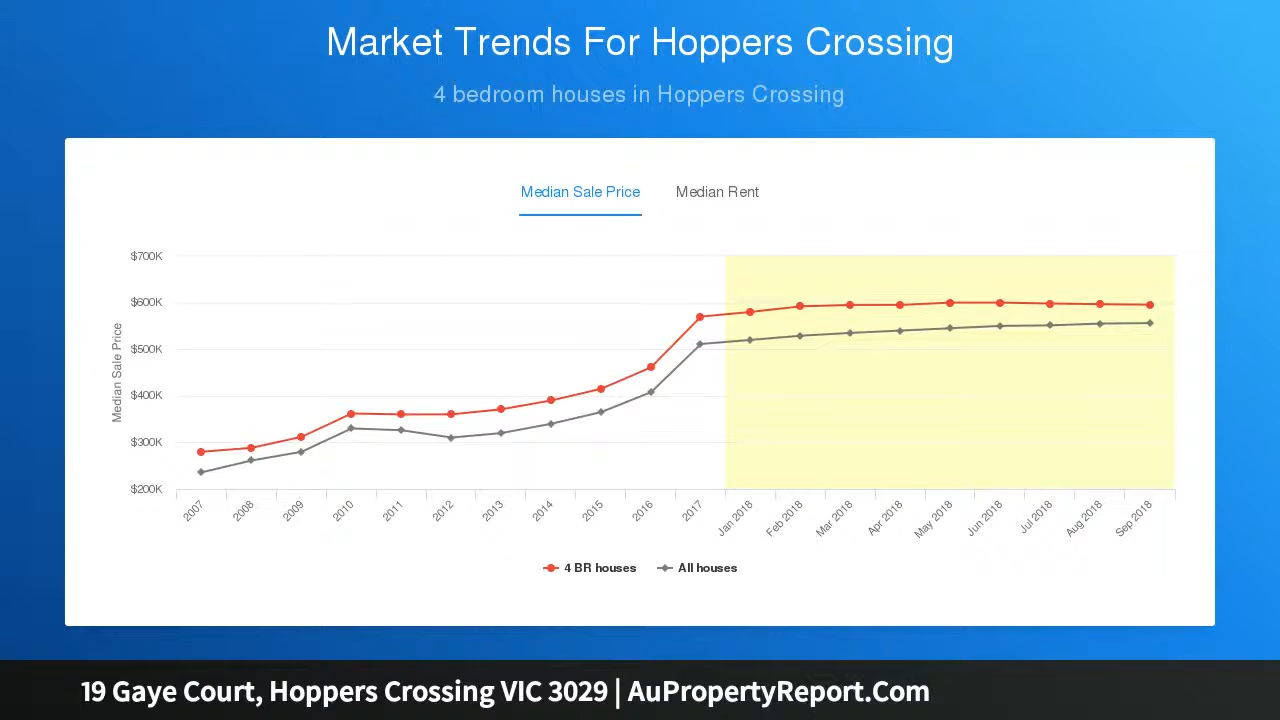 Market Trends For Hoppers Crossing
4 bedroom houses in Hoppers Crossing
Median Sale Price Median Rent
$700K
$600K
$500K
$400K
$300K
$200K
Median Sale Price
2007 2008 2009 2010 2011 2012 2013 2014 2015 2016 2017 Jan 2018 Feb 2018 Mar 2018 Apr 2018 May 2018 Jun 2018 Jul 2018 Aug 2018 Sep 2018
4 BR houses All houses
19 Gaye Court, Hoppers Crossing VIC 3029 | AuPropertyReport.Com